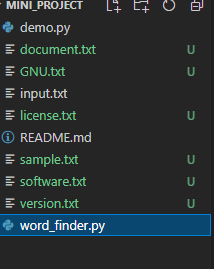 MINI_PROJECT
demo.py
document.txt U
GNU.txt U
input.txt
license.txt U
README.md
sample.txt U
software.txt U
version.txt U
word_finder.py